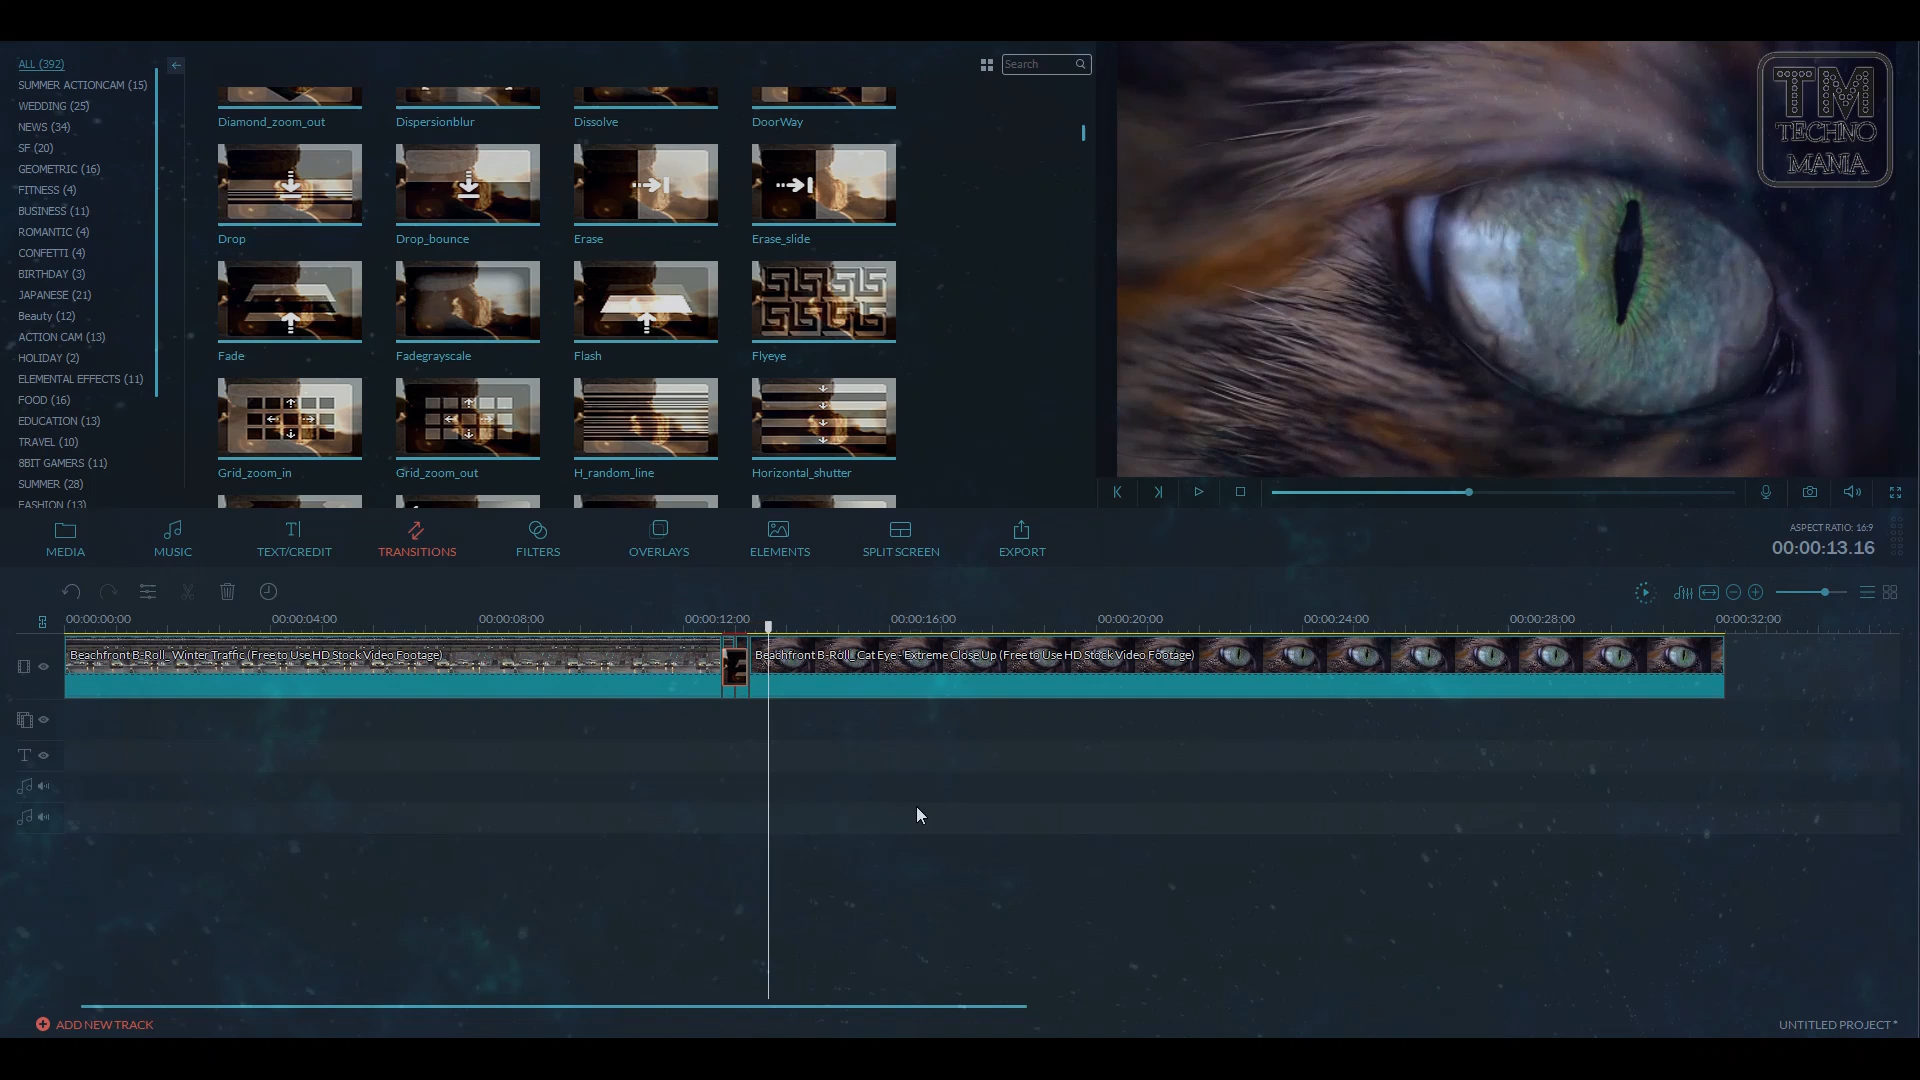 ALL (392)
SUMMER ACTIONCAM (15)
WEDDING (25)
NEWS (34)
SF (20)
GEOMETRIC (16)
FITNESS (4)
BUSINESS (11)
ROMANTIC (4)
CONFETTI (4)
BIRTHDAY (3)
JAPANESE (21)
Beauty (12)
ACTION CAM (13)
HOLIDAY (2)
ELEMENTAL EFFECTS (11)
FOOD (16)
EDUCATION (13)
TRAVEL (10)
8BIT GAMERS (11)
SUMMER (28)
FASHION (13)
Search
Diamond_zoom_out
Dispersionblur
Dissolve
DoorWay
Drop
Drop_bounce
Erase
Erase_slide
Fade
Fadegrayscale
Flash
Flyeye
Grid_zoom_in
Grid_zoom_out
H_random_line
Horizontal_shutter
TM
TECHNO
MANIA
MEDIA
MUSIC
TEXT/CREDIT
TRANSITIONS
FILTERS
OVERLAYS
ELEMENTS
SPLIT SCREEN
EXPORT
ASPECT RATIO: 16:9
00:00:13.16
00:00:00:00
00:00:04:00
00:00:08:00
00:00:12:00
00:00:16:00
00:00:20:00
00:00:24:00
00:00:28:00
00:00:32:00
Beachfront B-Roll_ Winter Traffic (Free to Use HD Stock Video Footage)
Beachfront B-Roll_ Cat Eye - Extreme Close Up (Free to Use HD Stock Video Footage)
ADD NEW TRACK
UNTITLED PROJECT *